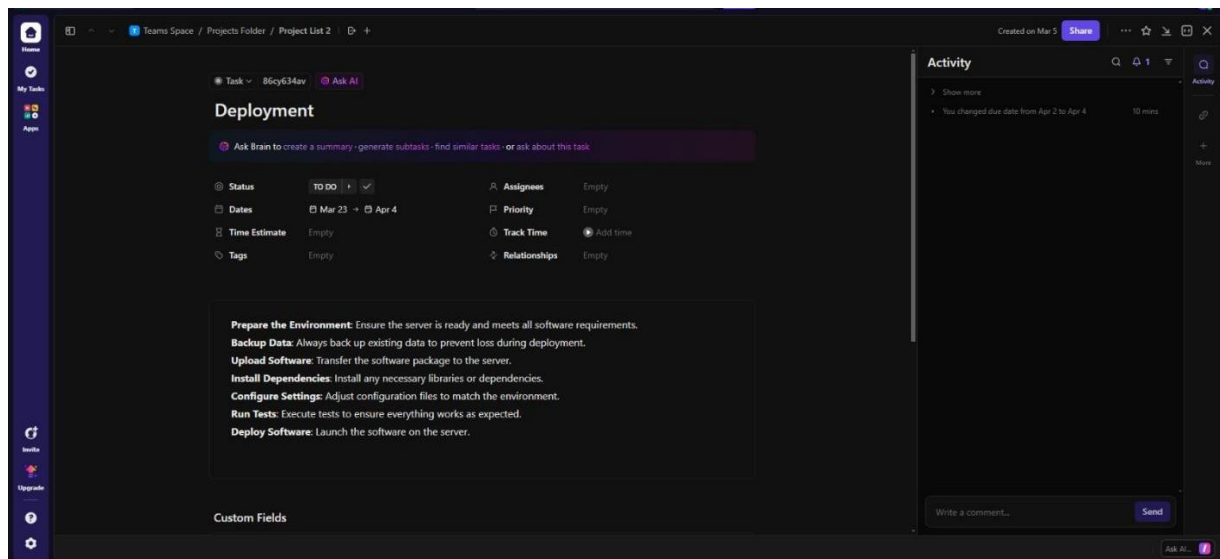 Home
My Tasks
Apps
Invite
Upgrade
Teams Space / Projects Folder / Project List 2
Created on Mar 5
Share
Task
86cy634av
Ask AI
Deployment
Ask Brain to create a summary · generate subtasks · find similar tasks · or ask about this task
Status TO DO
Assignees Empty
Dates Mar 23 → Apr 4
Priority Empty
Time Estimate Empty
Track Time Add time
Tags Empty
Relationships Empty
Prepare the Environment: Ensure the server is ready and meets all software requirements.
Backup Data: Always back up existing data to prevent loss during deployment.
Upload Software: Transfer the software package to the server.
Install Dependencies: Install any necessary libraries or dependencies.
Configure Settings: Adjust configuration files to match the environment.
Run Tests: Execute tests to ensure everything works as expected.
Deploy Software: Launch the software on the server.
Custom Fields
Activity
1
Show more
You changed due date from Apr 2 to Apr 4 10 mins
Write a comment...
Send
Activity
More
Ask AI...